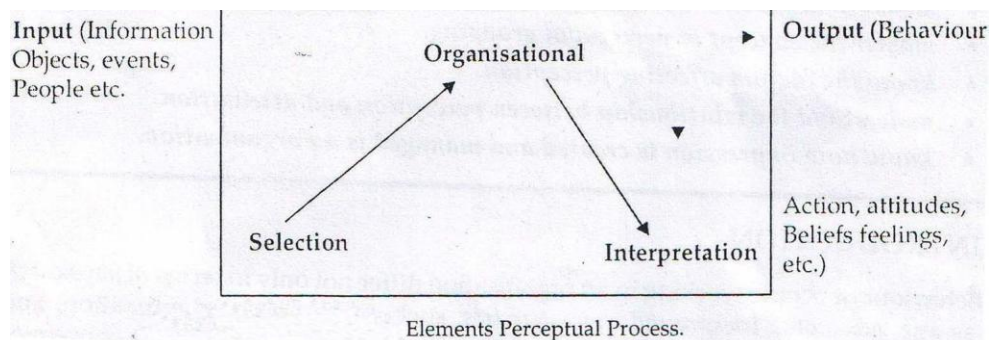 Input (Information
Objects, events,
People etc.
Organisational
Output (Behaviour
Selection
Interpretation
Action, attitudes,
Beliefs feelings,
etc.)
Elements Perceptual Process.